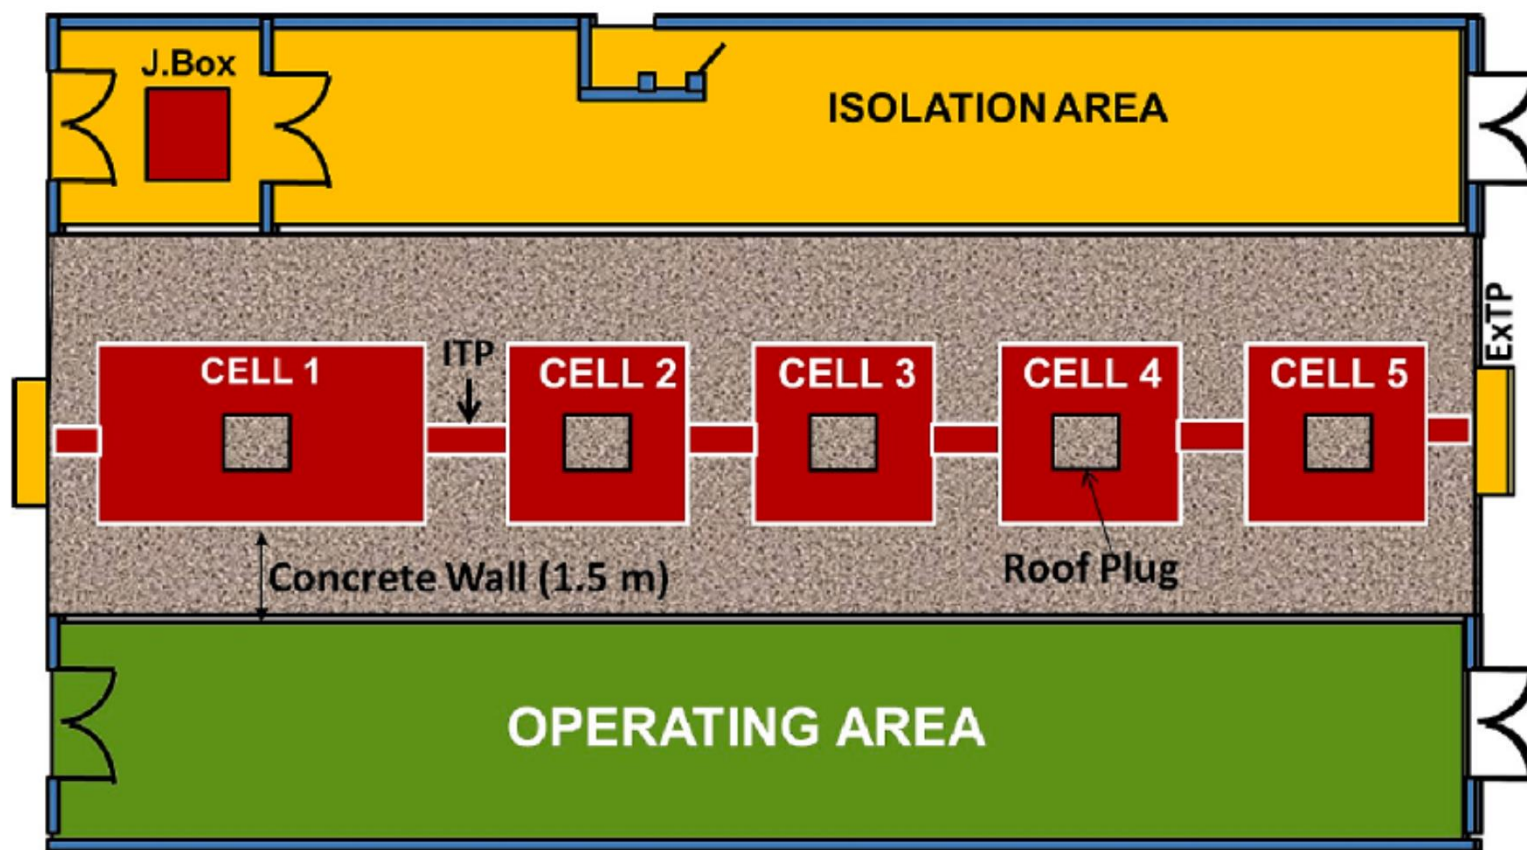 J.Box
ISOLATION AREA
ExTP
ITP
CELL 1
CELL 2
CELL 3
CELL 4
CELL 5
Concrete Wall (1.5 m)
Roof Plug
OPERATING AREA